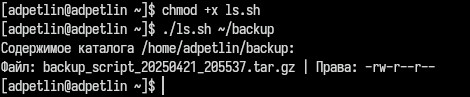 [adpetlin@adpetlin ~]$ chmod +x ls.sh
[adpetlin@adpetlin ~]$ ./ls.sh ~/backup
Содержимое каталога /home/adpetlin/backup:
Файл: backup_script_20250421_205537.tar.gz | Права: -rw-r--r--
[adpetlin@adpetlin ~]$